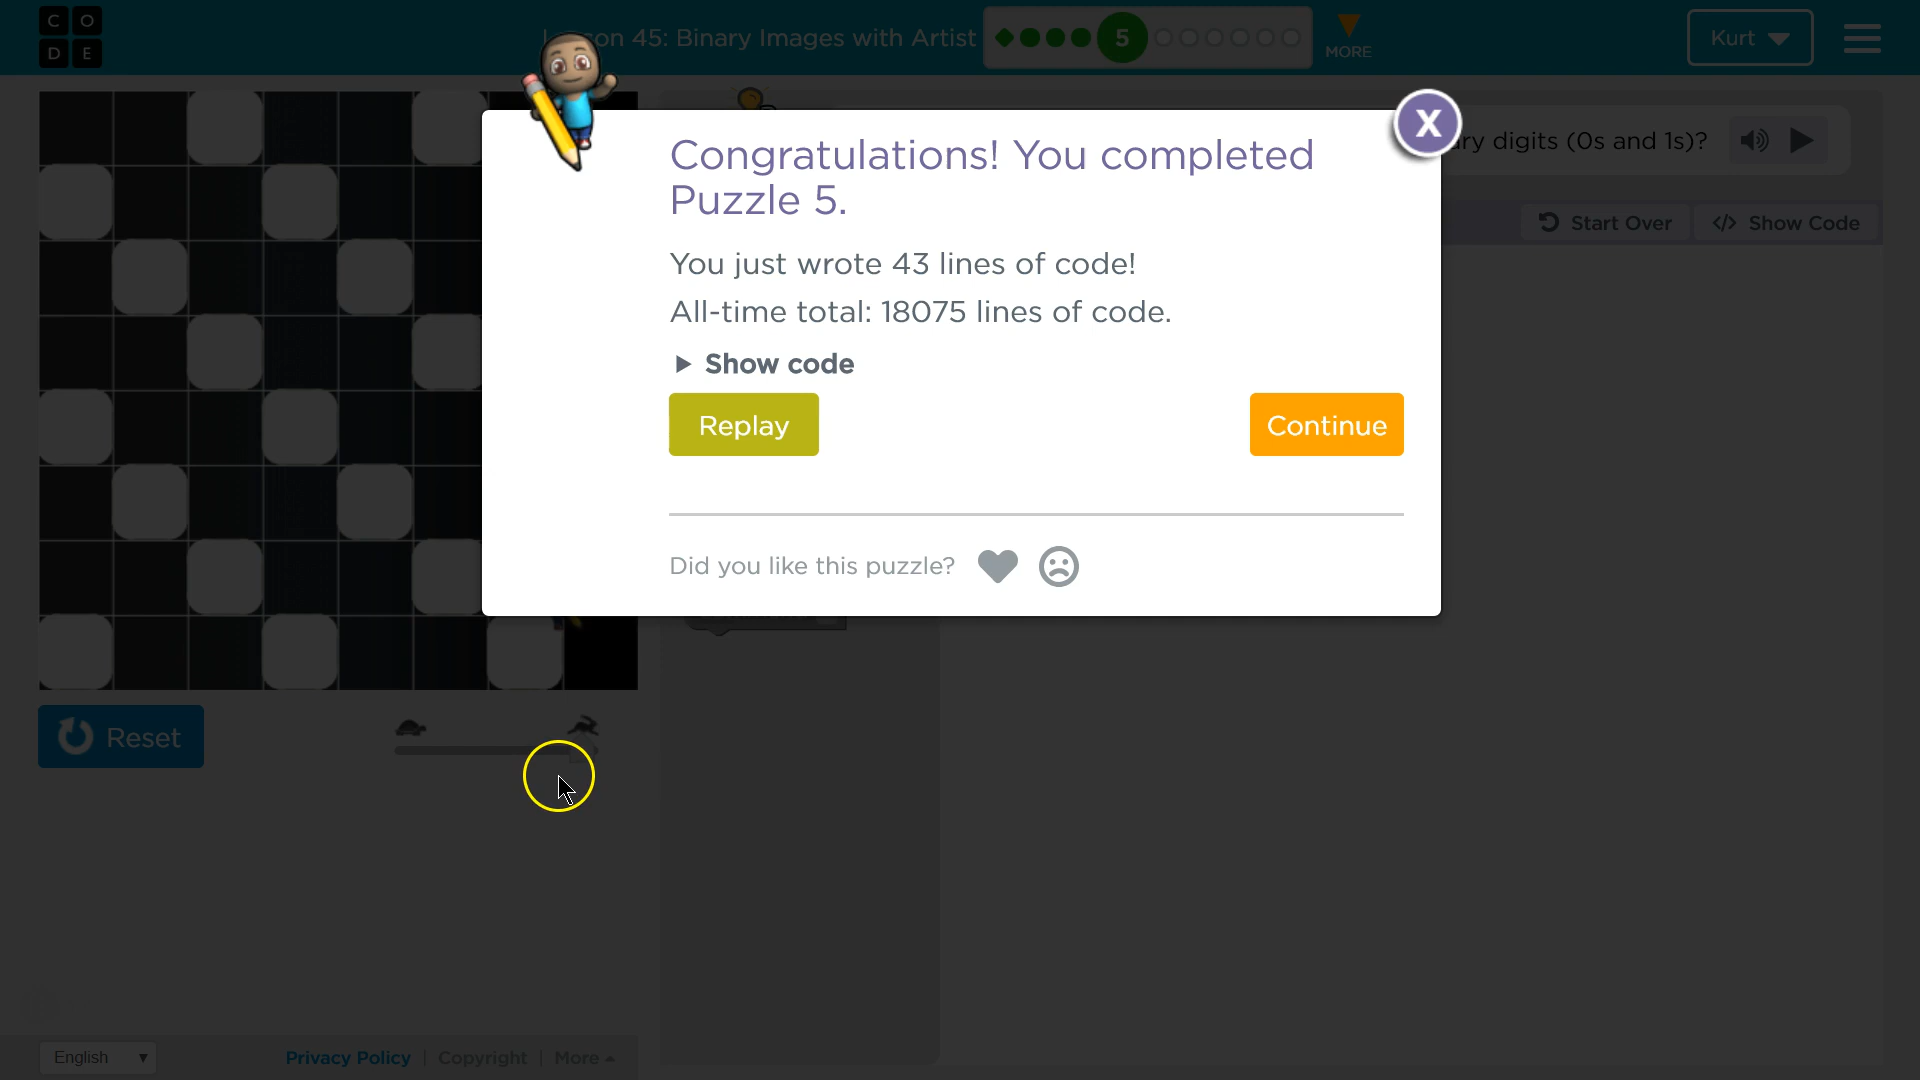 C O
D E
Lesson 45: Binary Images with Artist
5
MORE
Kurt
Congratulations! You completed
Puzzle 5.
X
ry digits (0s and 1s)?
Start Over
</> Show Code
You just wrote 43 lines of code!
All-time total: 18075 lines of code.
Show code
Replay
Continue
Did you like this puzzle?
Reset
English
Privacy Policy | Copyright | More